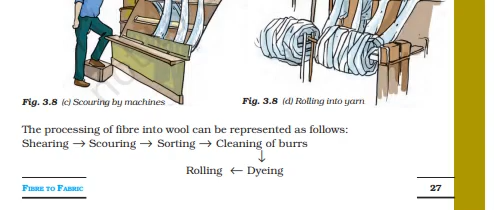 Fig. 3.8 (c) Scouring by machines
Fig. 3.8 (d) Rolling into yarn
The processing of fibre into wool can be represented as follows:
Shearing → Scouring → Sorting → Cleaning of burrs
↓
Rolling ← Dyeing
FIBRE TO FABRIC
27